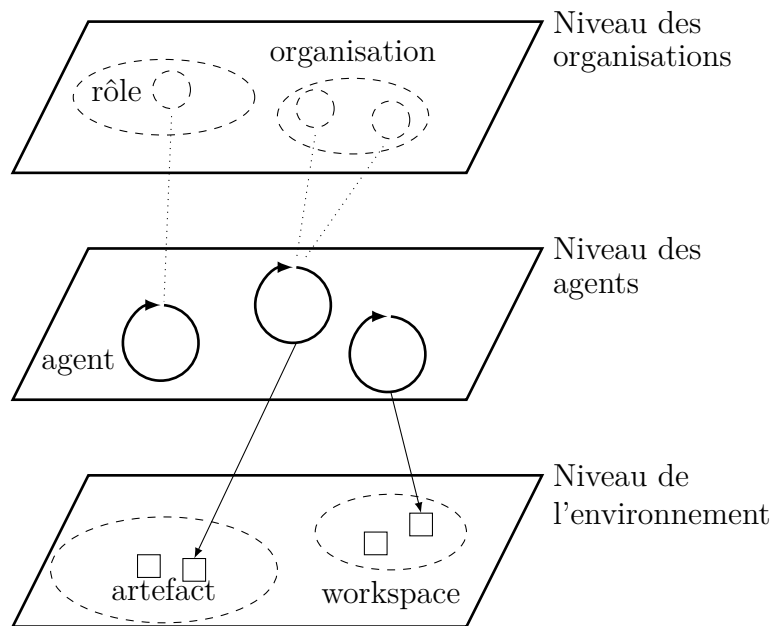 Niveau des
organisations
organisation
rôle
Niveau des
agents
agent
Niveau de
l'environnement
artefact
workspace